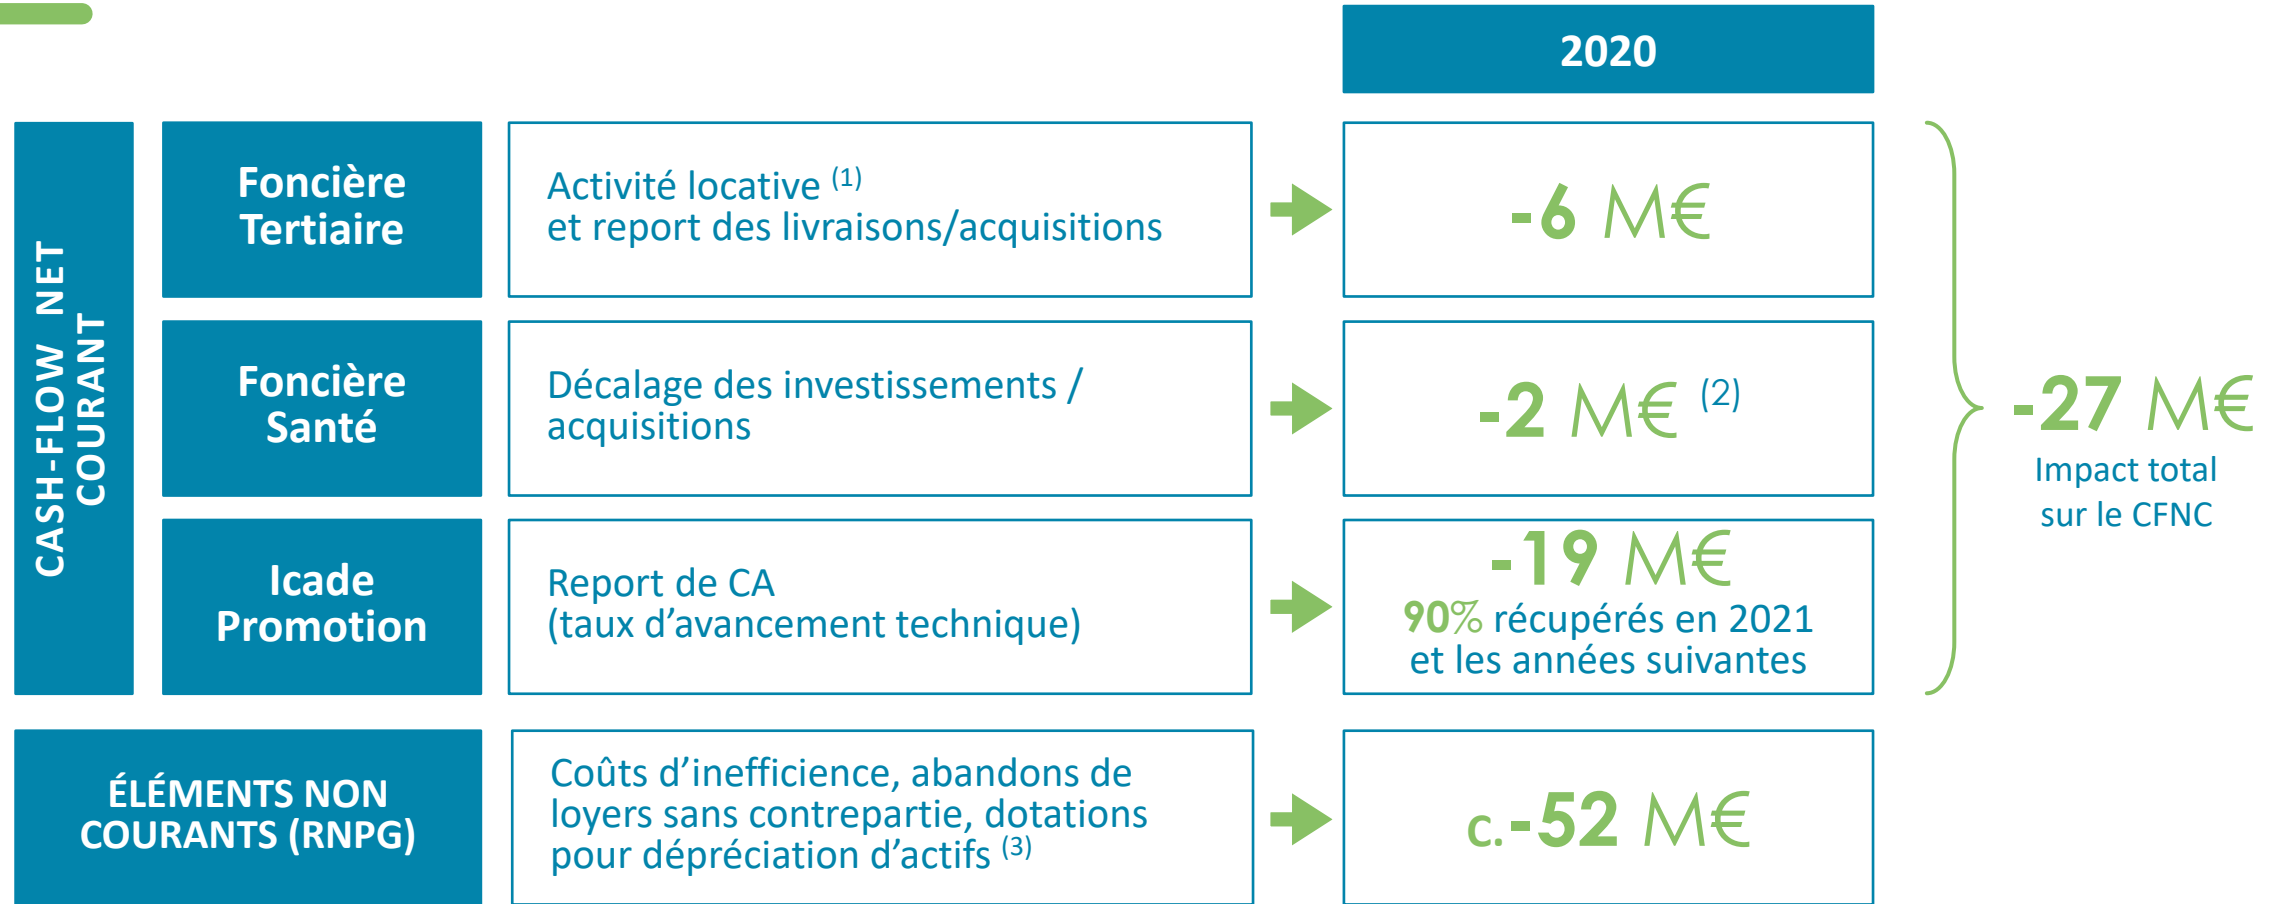 2020
CASH-FLOW NET
COURANT
Foncière
Tertiaire
Activité locative (1)
et report des livraisons/acquisitions
-6 M€
Foncière
Santé
Décalage des investissements /
acquisitions
-2 M€ (2)
Icade
Promotion
Report de CA
(taux d’avancement technique)
-19 M€
90% récupérés en 2021
et les années suivantes
-27 M€
Impact total
sur le CFNC
ÉLÉMENTS NON
COURANTS (RNPG)
Coûts d’inefficience, abandons de
loyers sans contrepartie, dotations
pour dépréciation d’actifs (3)
c.-52 M€